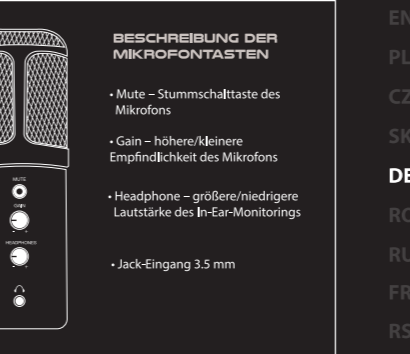 BESCHREIBUNG DER
MIKROFONTASTEN
• Mute – Stummschalttaste des
Mikrofons
• Gain – höhere/kleinere
Empfindlichkeit des Mikrofons
• Headphone – größere/niedrigere
Lautstärke des In-Ear-Monitorings
• Jack-Eingang 3.5 mm
MUTE
GAIN
- +
HEADPHONES
- +
EN
PL
CZ
SK
DE
RO
RU
FR
RS